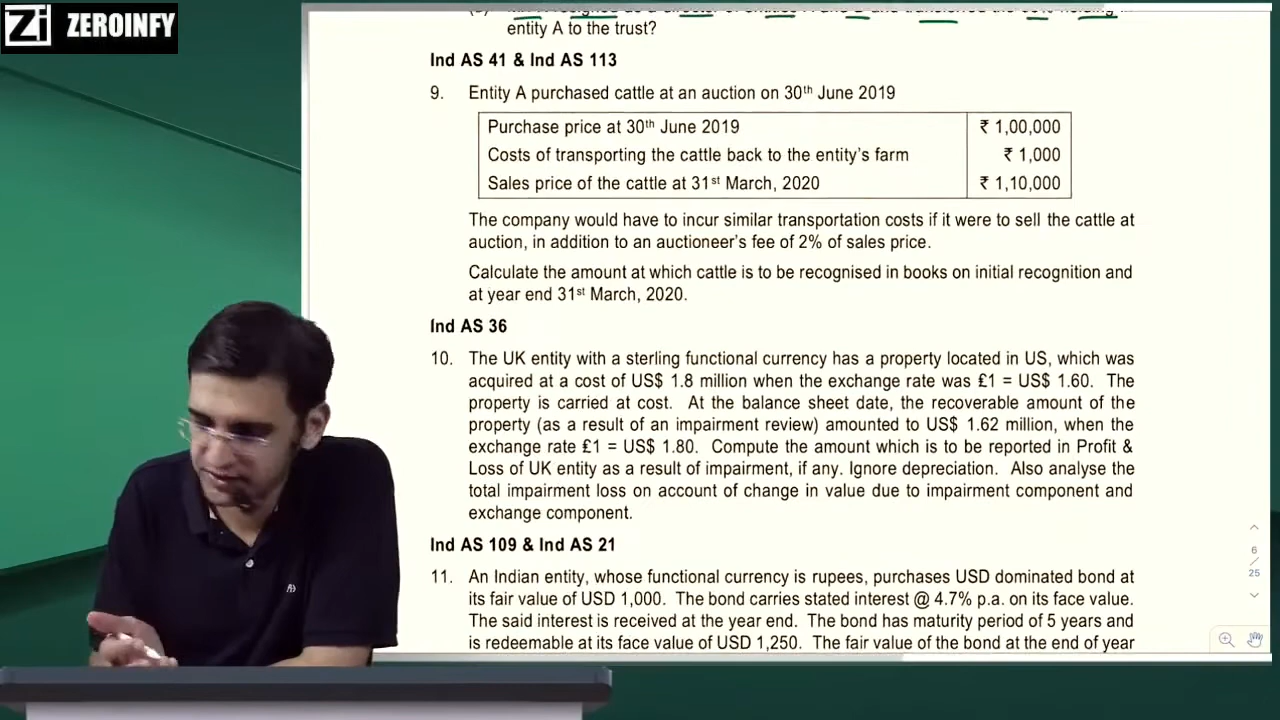 Zi ZEROINFY
entity A to the trust?
Ind AS 41 & Ind AS 113
9. Entity A purchased cattle at an auction on 30th June 2019
Purchase price at 30th June 2019 ₹ 1,00,000
Costs of transporting the cattle back to the entity's farm ₹ 1,000
Sales price of the cattle at 31st March, 2020 ₹ 1,10,000
The company would have to incur similar transportation costs if it were to sell the cattle at
auction, in addition to an auctioneer's fee of 2% of sales price.
Calculate the amount at which cattle is to be recognised in books on initial recognition and
at year end 31st March, 2020.
Ind AS 36
10. The UK entity with a sterling functional currency has a property located in US, which was
acquired at a cost of US$ 1.8 million when the exchange rate was £1 = US$ 1.60. The
property is carried at cost. At the balance sheet date, the recoverable amount of the
property (as a result of an impairment review) amounted to US$ 1.62 million, when the
exchange rate £1 = US$ 1.80. Compute the amount which is to be reported in Profit &
Loss of UK entity as a result of impairment, if any. Ignore depreciation. Also analyse the
total impairment loss on account of change in value due to impairment component and
exchange component.
Ind AS 109 & Ind AS 21
11. An Indian entity, whose functional currency is rupees, purchases USD dominated bond at
its fair value of USD 1,000. The bond carries stated interest @ 4.7% p.a. on its face value.
The said interest is received at the year end. The bond has maturity period of 5 years and
is redeemable at its face value of USD 1,250. The fair value of the bond at the end of year
6
/
25